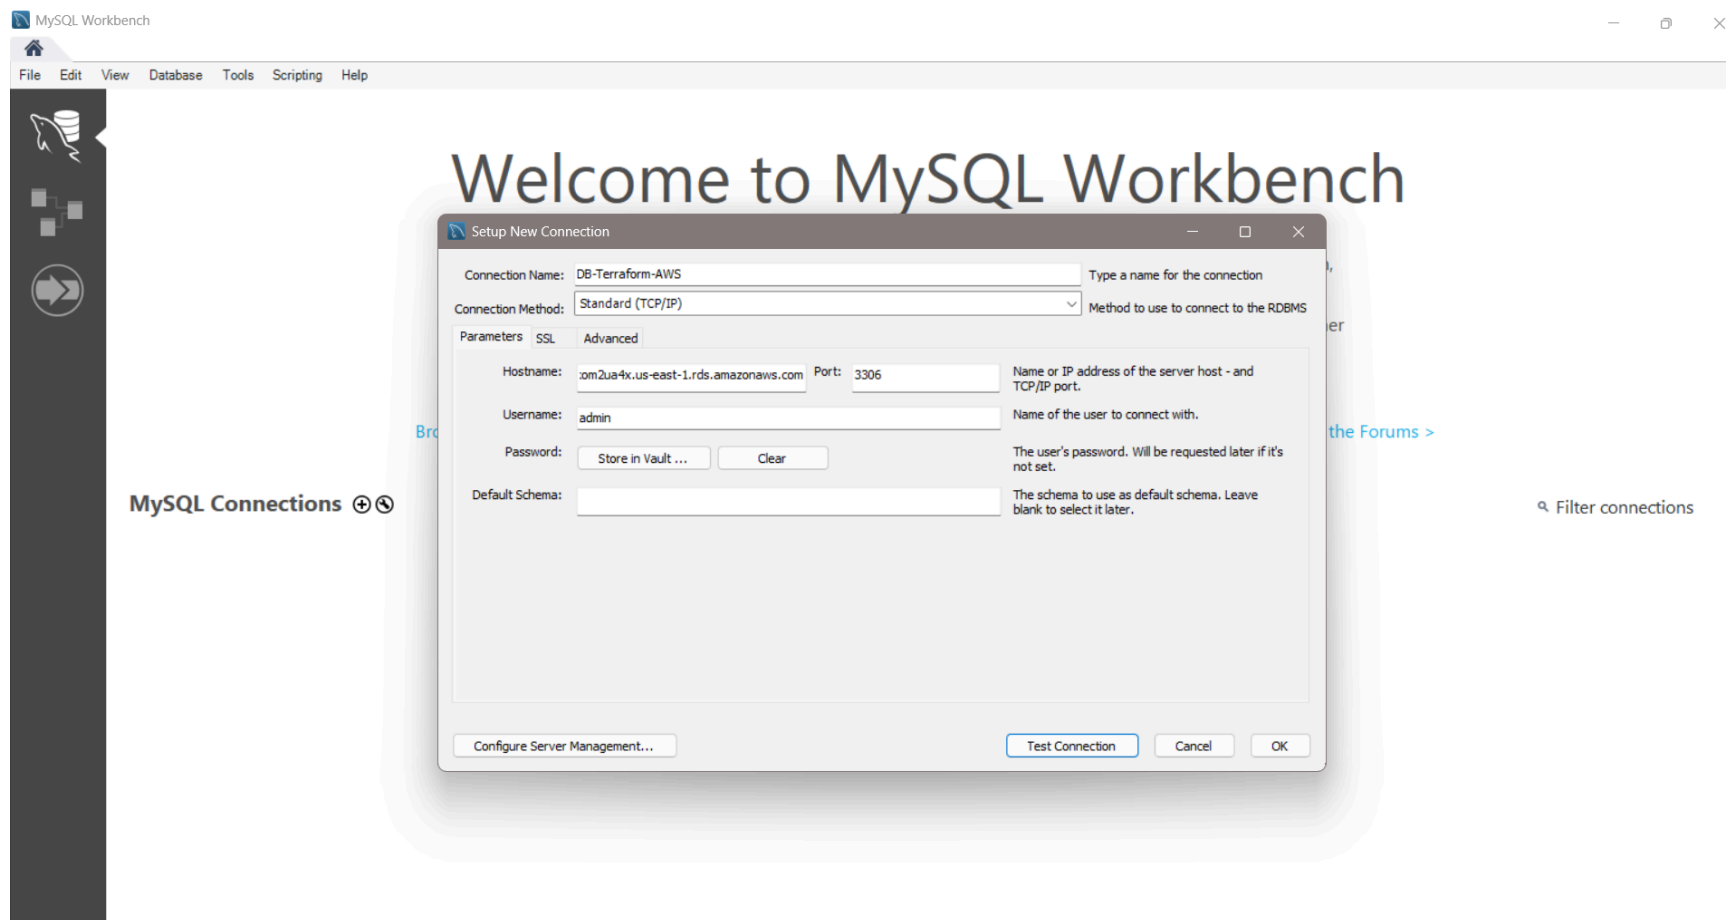 MySQL Workbench
File Edit View Database Tools Scripting Help
Welcome to MySQL Workbench
Setup New Connection
Connection Name: DB-Terraform-AWS Type a name for the connection
Connection Method: Standard (TCP/IP) Method to use to connect to the RDBMS
Parameters SSL Advanced
Hostname: om2ua4x.us-east-1.rds.amazonaws.com Port: 3306 Name or IP address of the server host - and
TCP/IP port.
Username: admin Name of the user to connect with.
the Forums >
Password: Store in Vault ... Clear The user's password. Will be requested later if it's
not set.
Default Schema: The schema to use as default schema. Leave
blank to select it later.
MySQL Connections
Filter connections
Configure Server Management... Test Connection Cancel OK